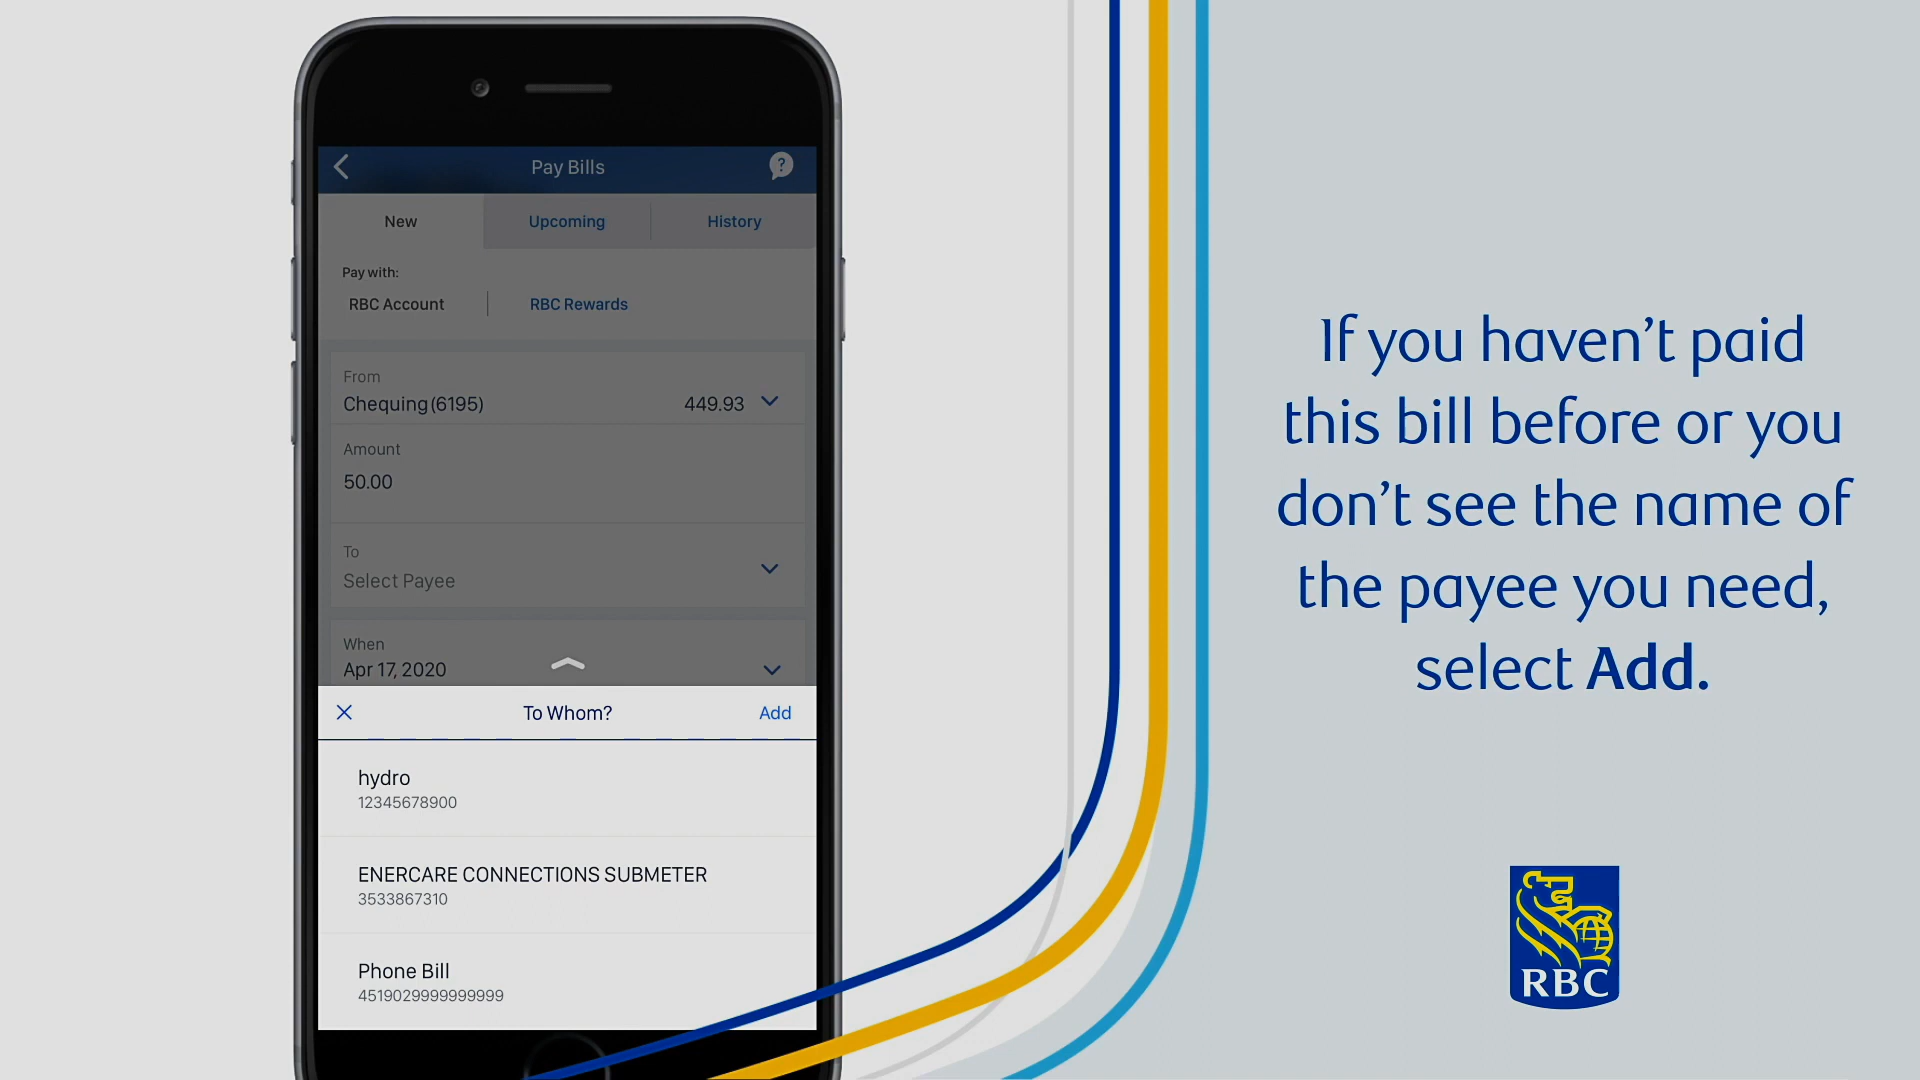 Pay Bills
?
New
Upcoming
History
Pay with:
RBC Account
RBC Rewards
From
Chequing (6195) 449.93
Amount
50.00
To
Select Payee
When
Apr 17, 2020
To Whom?
Add
hydro
12345678900
ENERCARE CONNECTIONS SUBMETER
3533867310
Phone Bill
4519029999999999
If you haven't paid
this bill before or you
don't see the name of
the payee you need,
select Add.
RBC